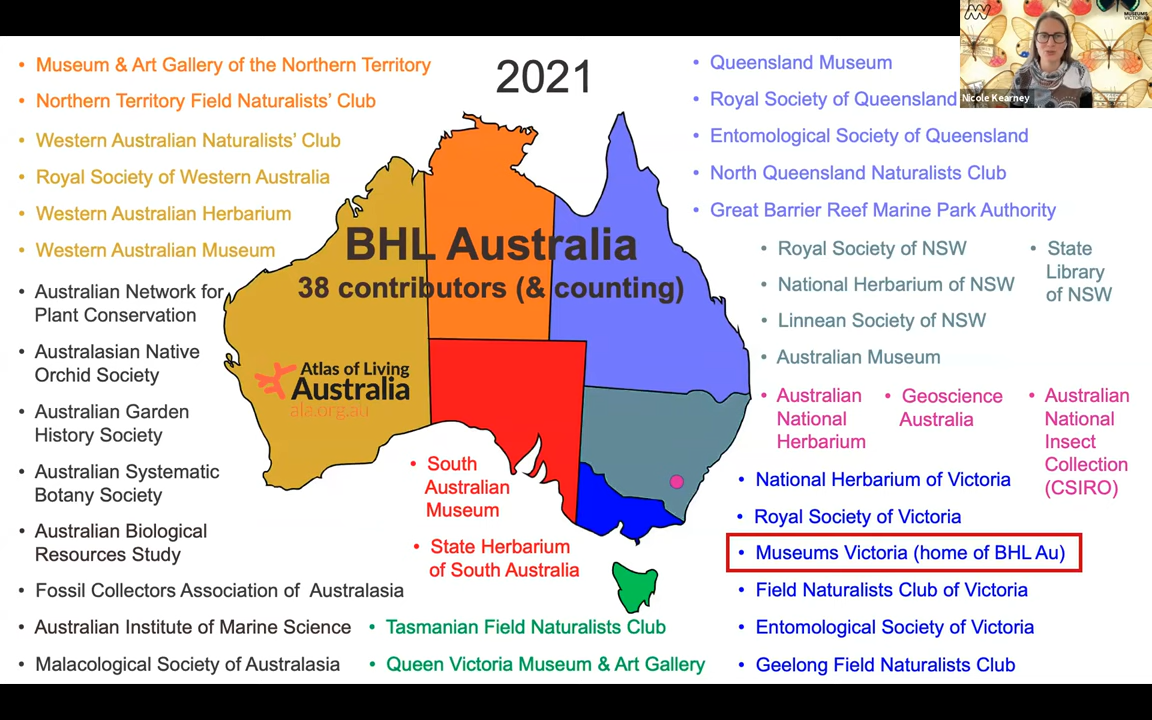 2021
Museum & Art Gallery of the Northern Territory
Northern Territory Field Naturalists' Club
Western Australian Naturalists' Club
Royal Society of Western Australia
Western Australian Herbarium
Western Australian Museum
Australian Network for
Plant Conservation
Australasian Native
Orchid Society
Australian Garden
History Society
Australian Systematic
Botany Society
Australian Biological
Resources Study
Fossil Collectors Association of Australasia
Australian Institute of Marine Science
Malacological Society of Australasia
BHL Australia
38 contributors (& counting)
Atlas of Living
Australia
ala.org.au
South
Australian
Museum
State Herbarium
of South Australia
Tasmanian Field Naturalists Club
Queen Victoria Museum & Art Gallery
Queensland Museum
Royal Society of Queensland
Entomological Society of Queensland
North Queensland Naturalists Club
Great Barrier Reef Marine Park Authority
Royal Society of NSW
National Herbarium of NSW
Linnean Society of NSW
Australian Museum
State
Library
of NSW
Australian
National
Herbarium
Geoscience
Australia
Australian
National
Insect
Collection
(CSIRO)
National Herbarium of Victoria
Royal Society of Victoria
Museums Victoria (home of BHL Au)
Field Naturalists Club of Victoria
Entomological Society of Victoria
Geelong Field Naturalists Club
MUSEUMS
VICTORIA
Nicole Kearney